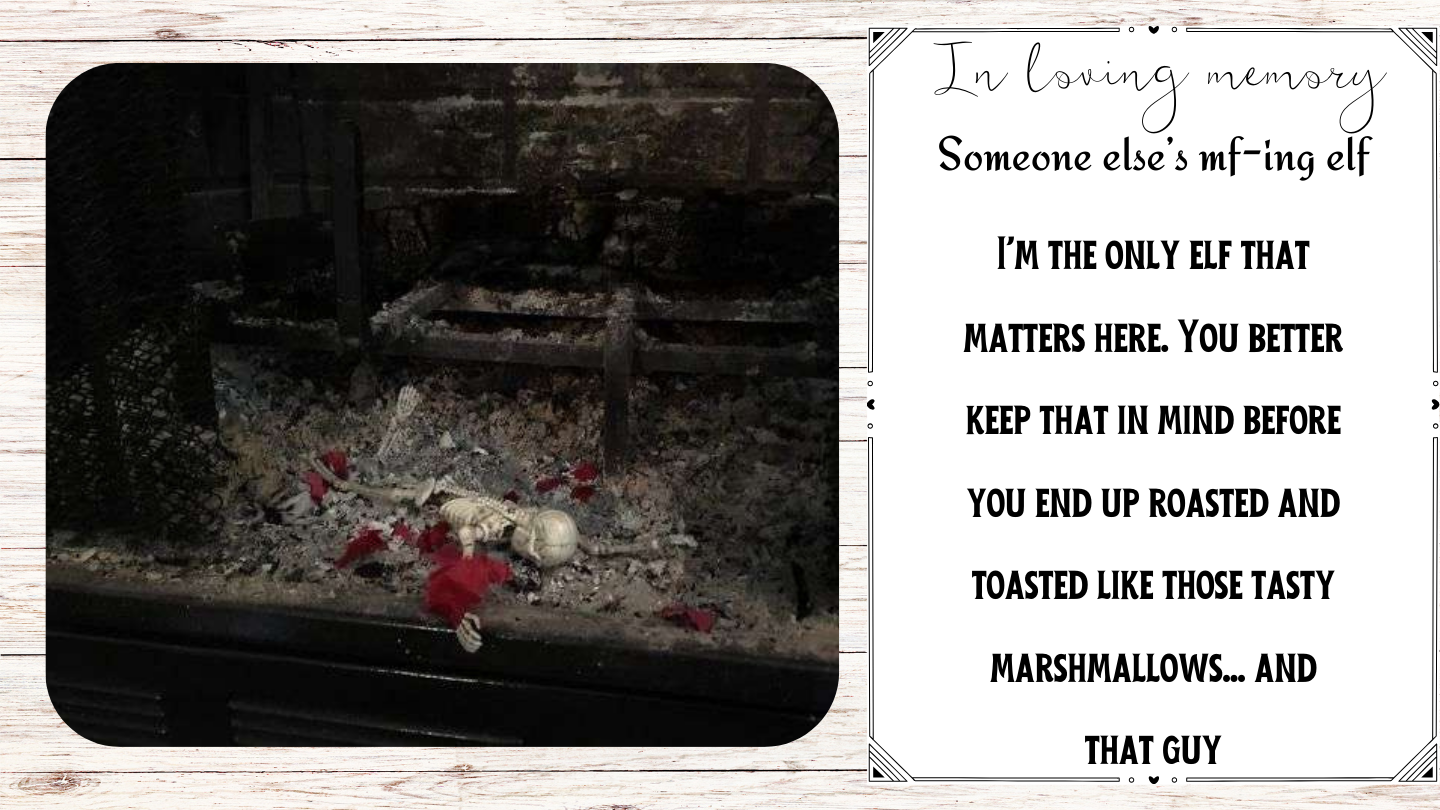 In loving memory
Someone else's mf-ing elf
I'm the only elf that
matters here. You better
keep that in mind before
you end up roasted and
toasted like those tasty
marshmallows... and
that guy